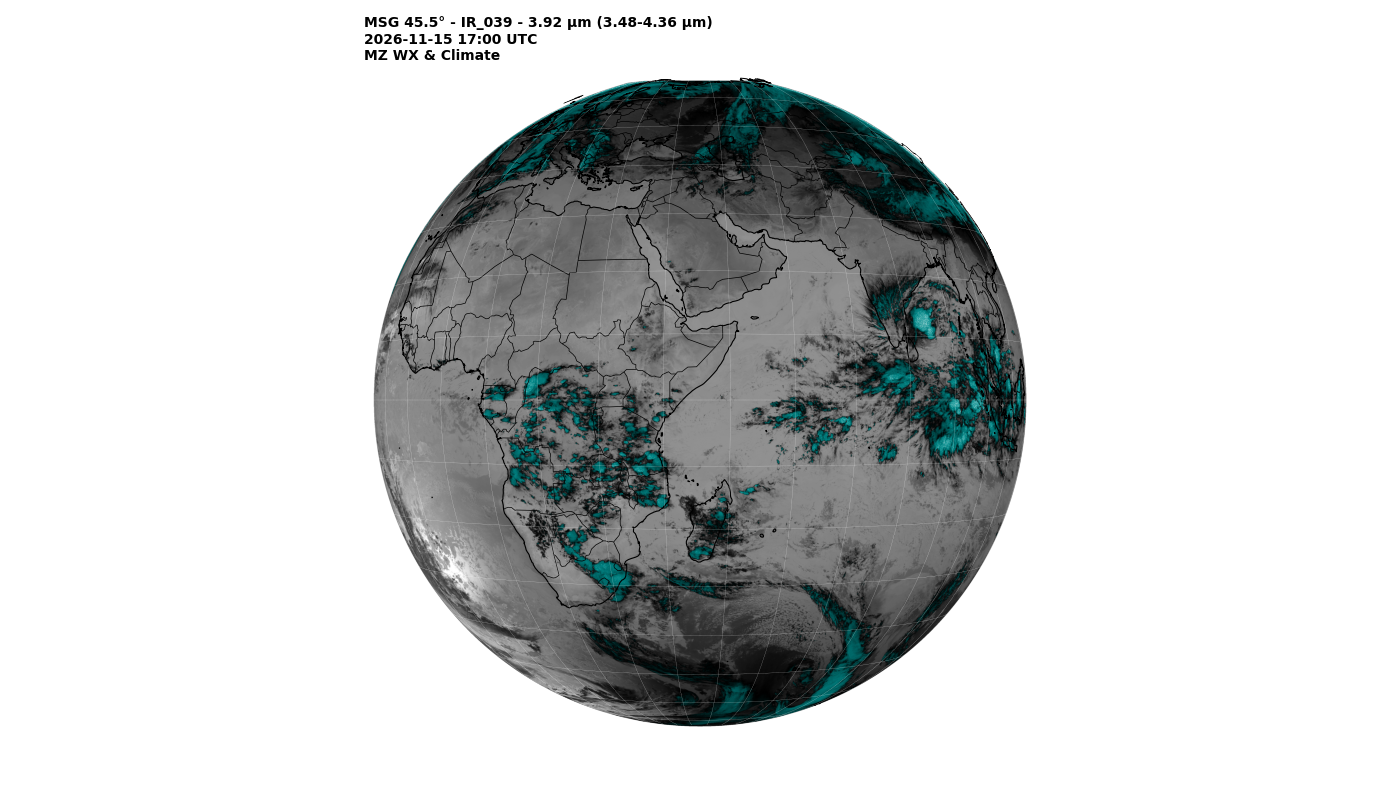 MSG 45.5° - IR_039 - 3.92 µm (3.48-4.36 µm)
2026-11-15 17:00 UTC
MZ WX & Climate